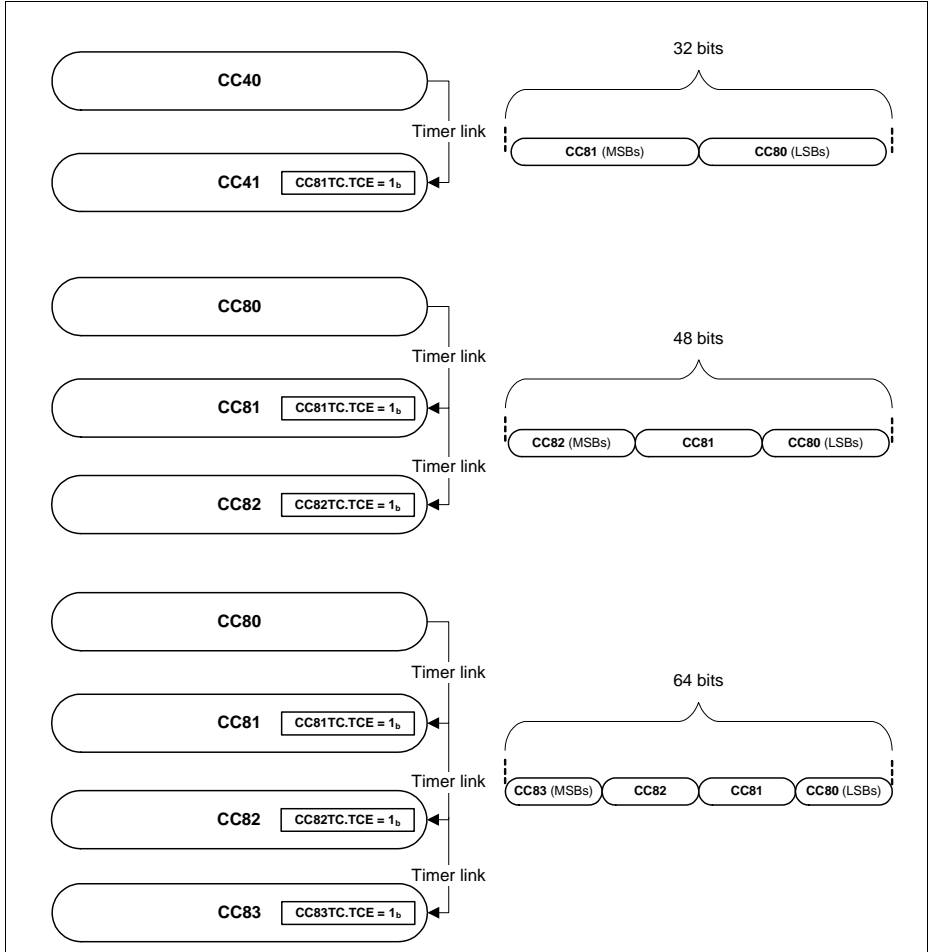 CC40
Timer link
CC41 CC81TC.TCE = 1b
32 bits
CC81 (MSBs) CC80 (LSBs)
CC80
Timer link
CC81 CC81TC.TCE = 1b
Timer link
CC82 CC82TC.TCE = 1b
48 bits
CC82 (MSBs) CC81 CC80 (LSBs)
CC80
Timer link
CC81 CC81TC.TCE = 1b
Timer link
CC82 CC82TC.TCE = 1b
Timer link
CC83 CC83TC.TCE = 1b
64 bits
CC83 (MSBs) CC82 CC81 CC80 (LSBs)